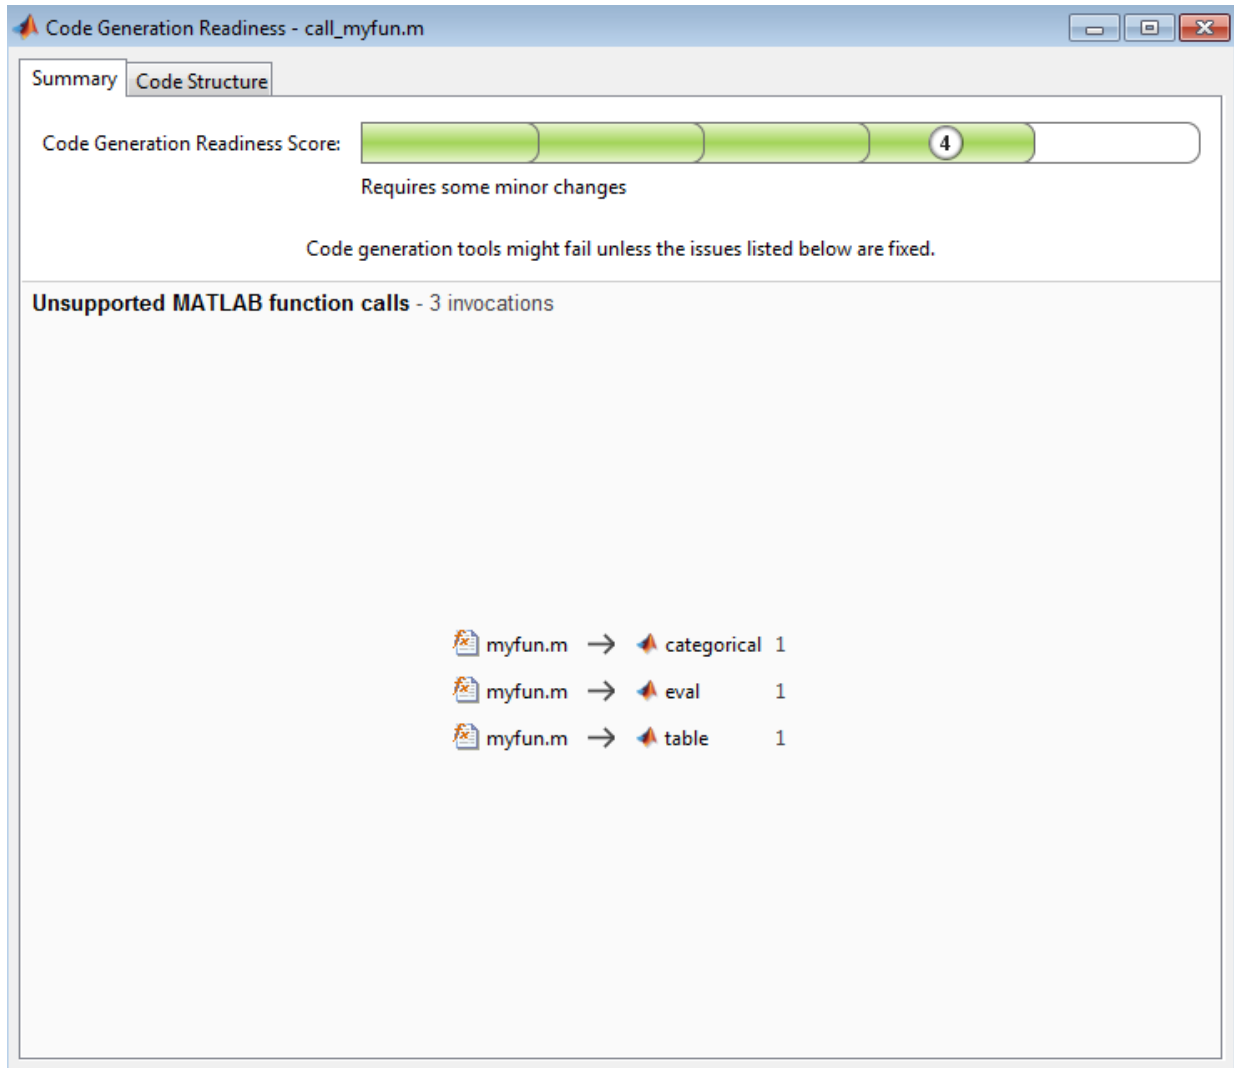 Code Generation Readiness - call_myfun.m
Summary Code Structure
Code Generation Readiness Score: 4
Requires some minor changes
Code generation tools might fail unless the issues listed below are fixed.
Unsupported MATLAB function calls - 3 invocations
myfun.m → categorical 1
myfun.m → eval 1
myfun.m → table 1